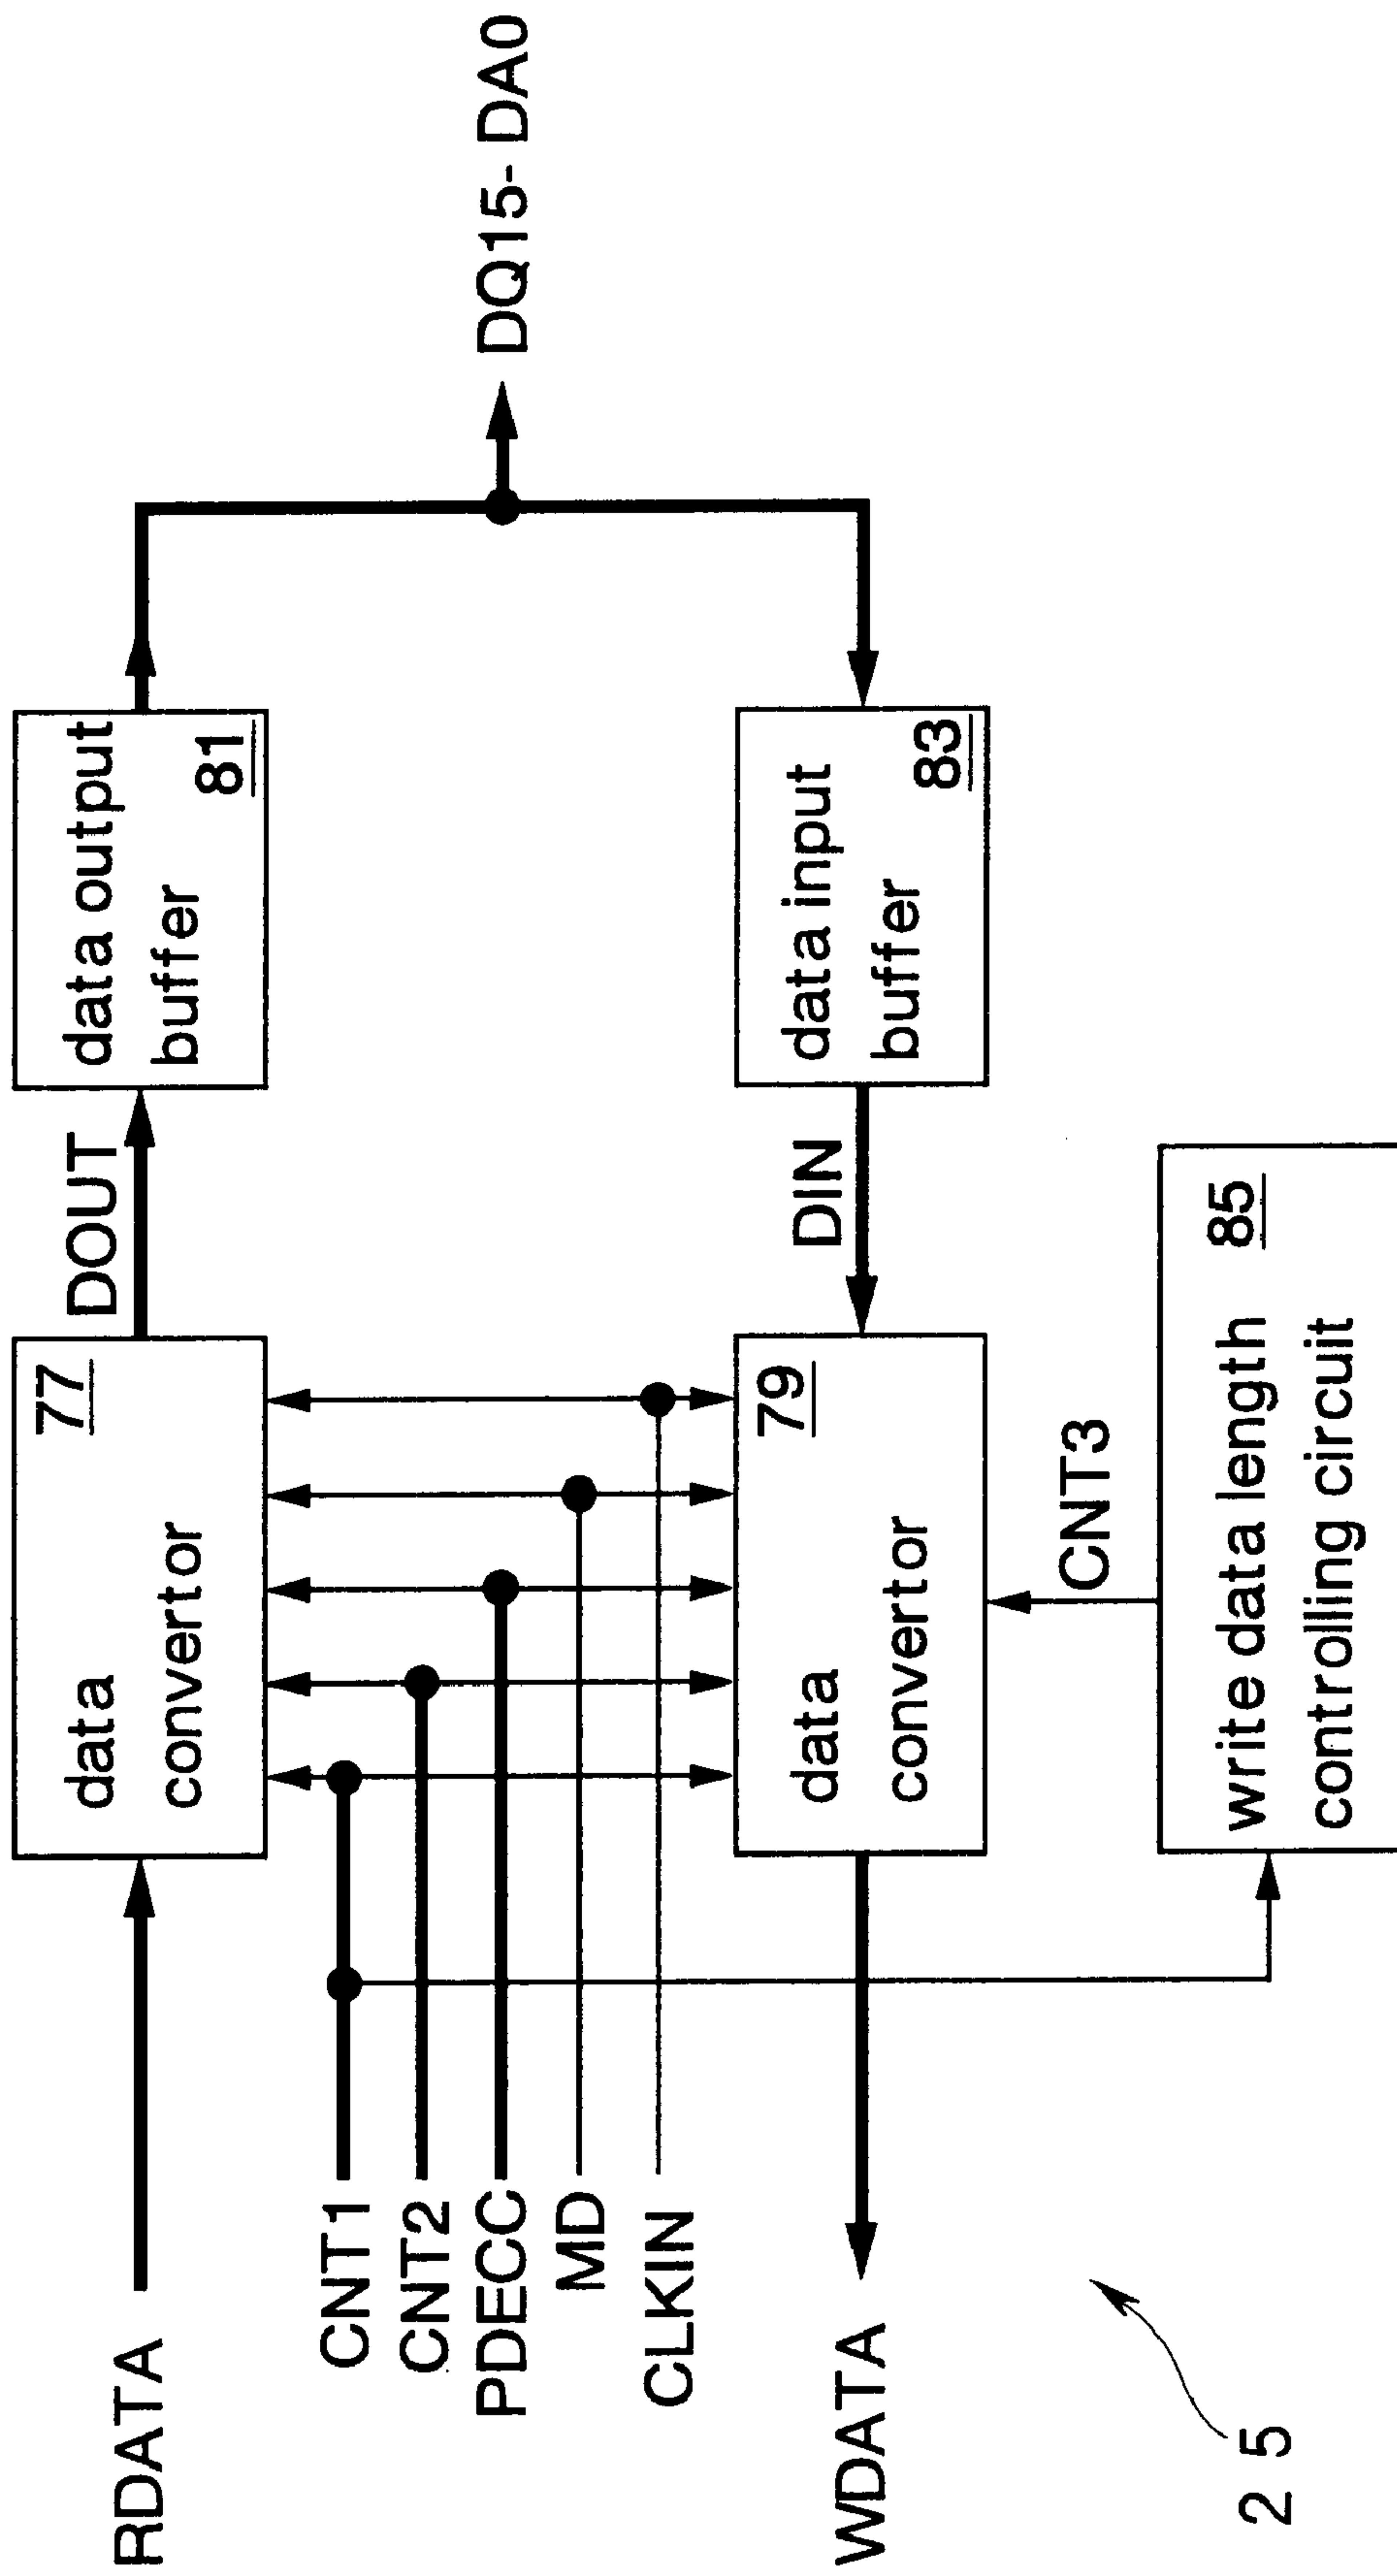 RDATA
data
convertor
77
DOUT
data output
buffer
81
CNT1
CNT2
PDECC
MD
CLKIN
DQ15- DA0
WDATA
data
convertor
79
DIN
data input
buffer
83
CNT3
write data length 85
controlling circuit
2 5